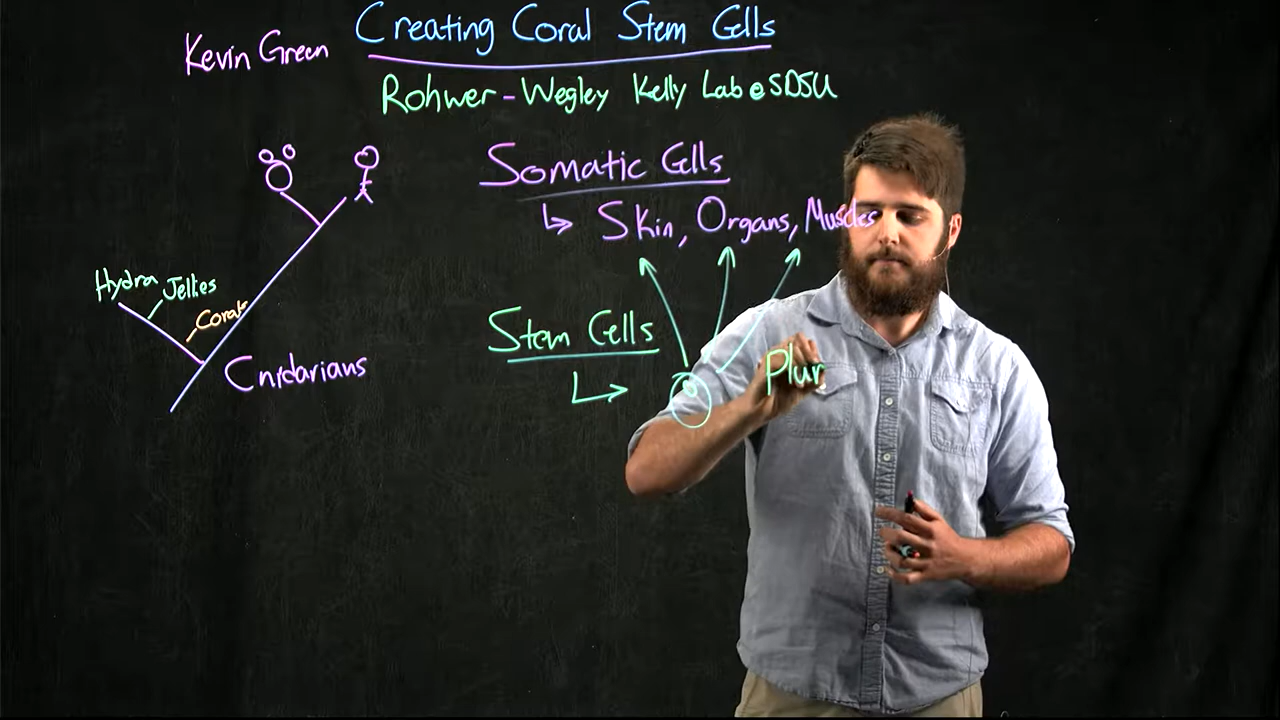 Creating Coral Stem Cells
Kevin Green
Rohwer-Wegley Kelly Lab @ SDSU
Somatic Cells
↳ Skin, Organs, Muscles
Hydra
Jellies
Corals
Stem Cells
Plur
Cnidarians